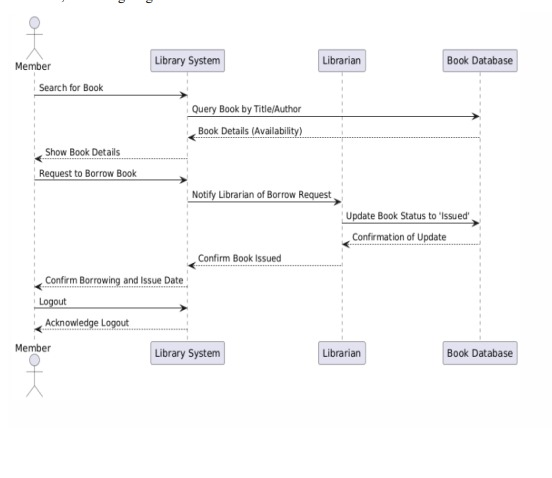 Member
Library System
Librarian
Book Database
Search for Book
Query Book by Title/Author
Book Details (Availability)
Show Book Details
Request to Borrow Book
Notify Librarian of Borrow Request
Update Book Status to 'Issued'
Confirmation of Update
Confirm Book Issued
Confirm Borrowing and Issue Date
Logout
Acknowledge Logout
Member
Library System
Librarian
Book Database